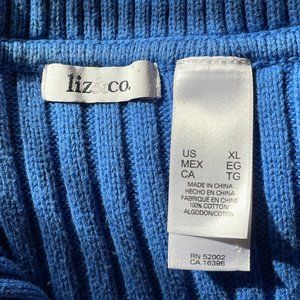 liz&co.
US XL
MEX EG
CA TG
MADE IN CHINA
HECHO EN CHINA
FABRIQUÉ EN CHINE
100% COTTON/
ALGODON/COTON
RN 52002
CA 16396